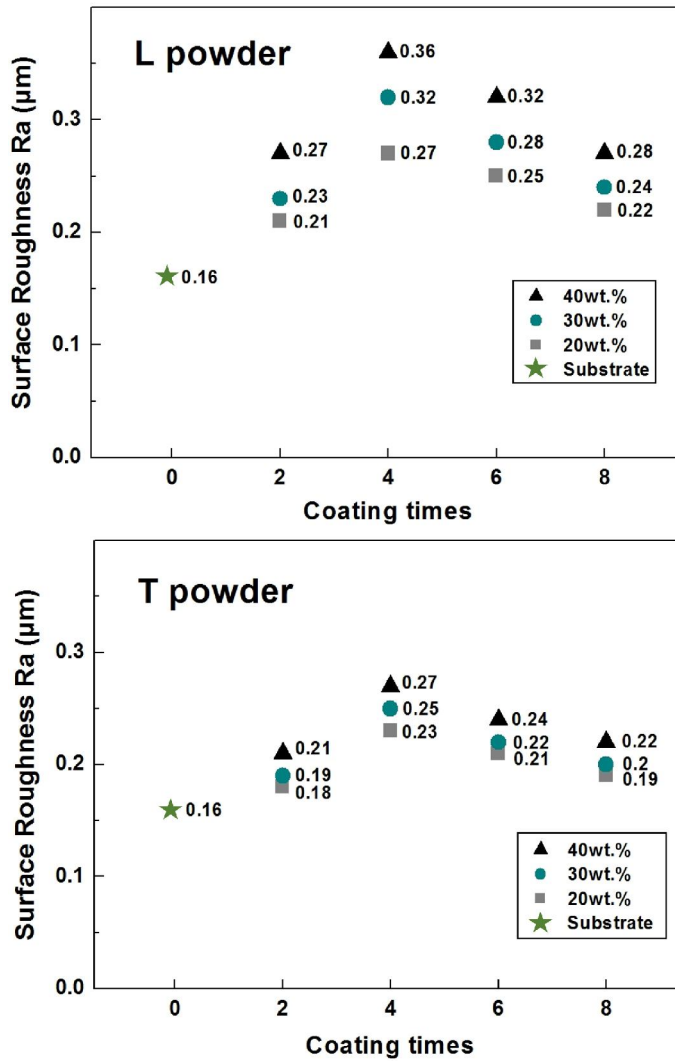 L powder
Surface Roughness Ra (μm)
0.3
0.2
0.1
0.0
0.36
0.32
0.32
0.27
0.28
0.28
0.23
0.27
0.25
0.24
0.21
0.22
0.16
40wt.%
30wt.%
20wt.%
Substrate
0 2 4 6 8
Coating times
T powder
Surface Roughness Ra (μm)
0.3
0.2
0.1
0.0
0.27
0.25
0.24
0.21
0.23
0.22
0.22
0.19
0.21
0.2
0.18
0.19
0.16
40wt.%
30wt.%
20wt.%
Substrate
0 2 4 6 8
Coating times